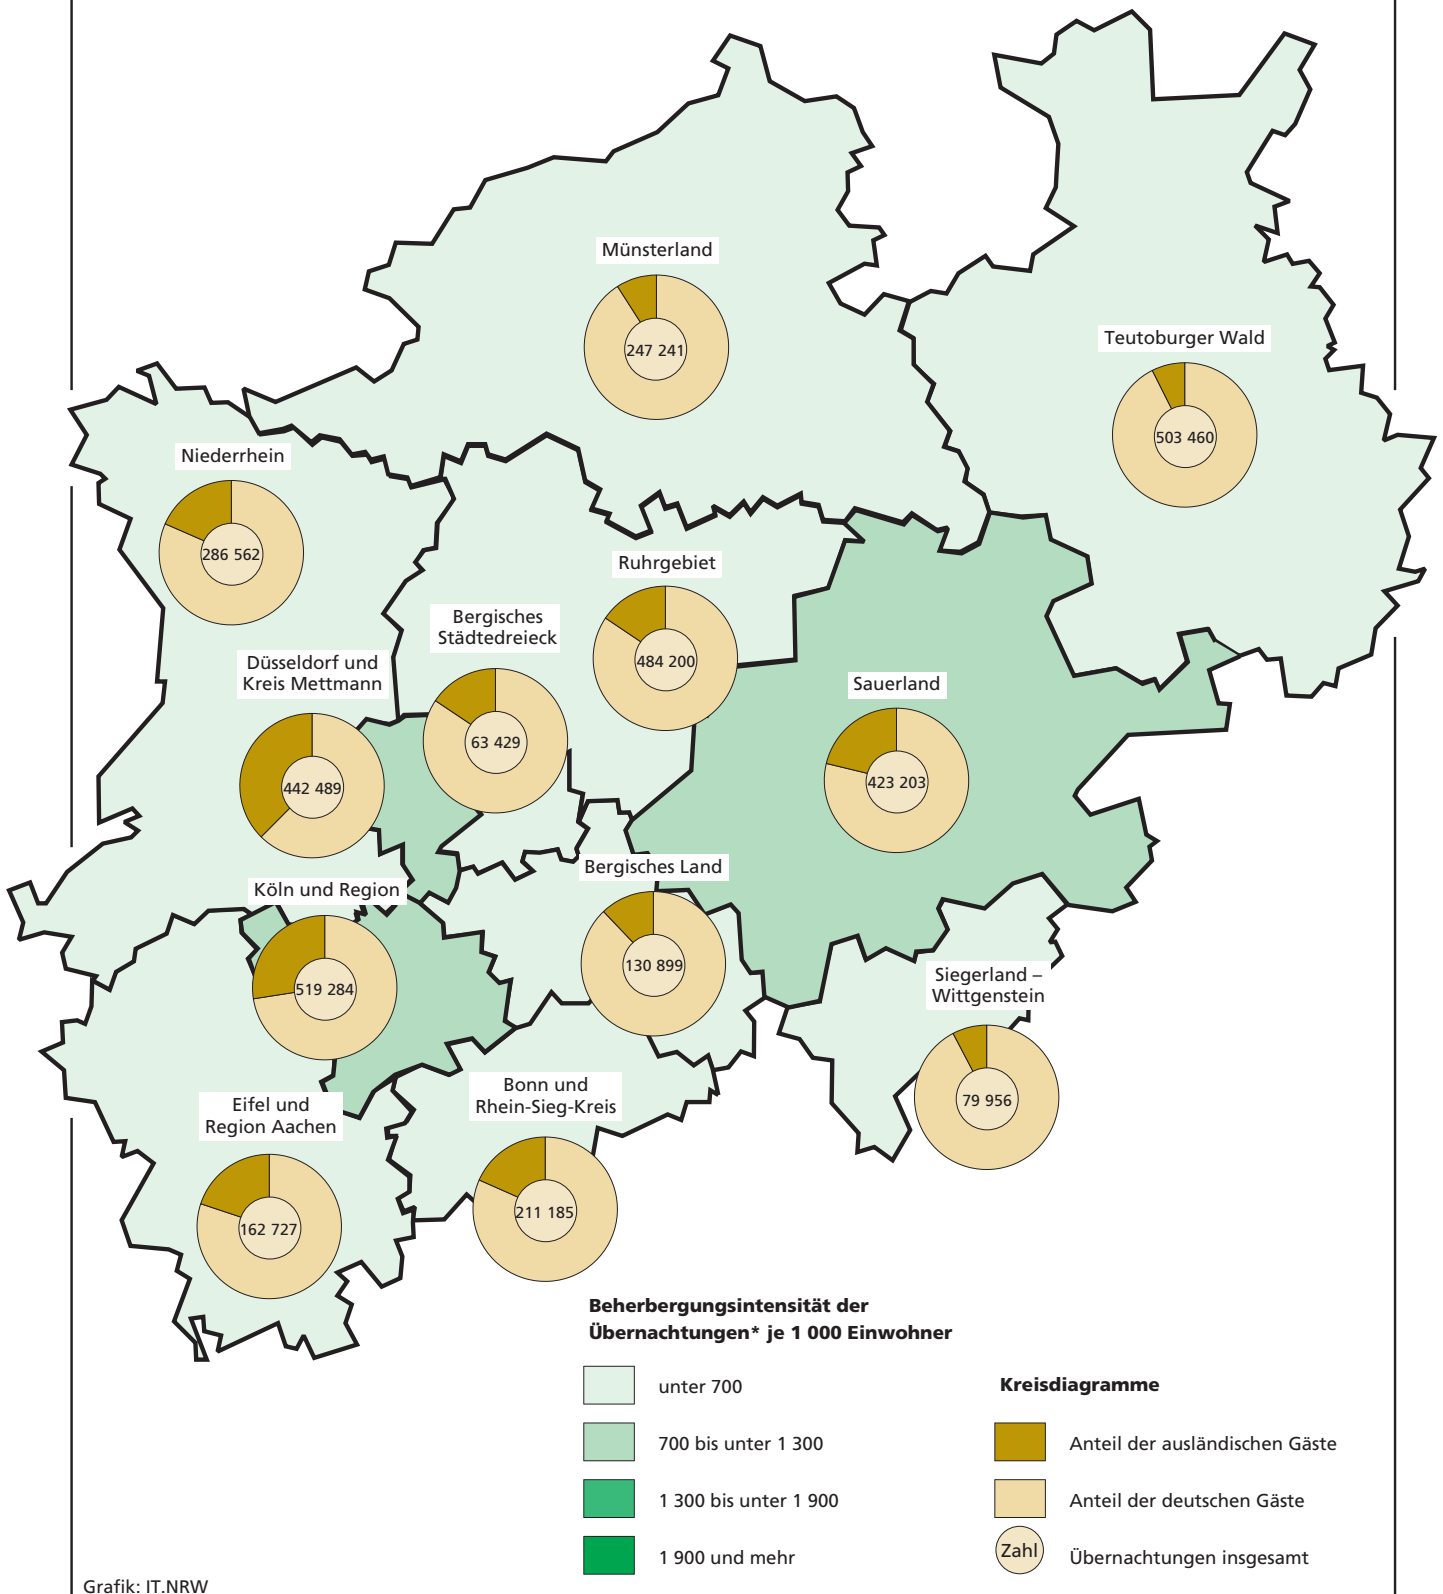 Münsterland
247 241
Teutoburger Wald
503 460
Niederrhein
286 562
Ruhrgebiet
484 200
Bergisches
Städtedreieck
63 429
Düsseldorf und
Kreis Mettmann
442 489
Sauerland
423 203
Bergisches Land
130 899
Köln und Region
519 284
Siegerland –
Wittgenstein
79 956
Bonn und
Rhein-Sieg-Kreis
211 185
Eifel und
Region Aachen
162 727
Beherbergungsintensität der
Übernachtungen* je 1 000 Einwohner
unter 700
700 bis unter 1 300
1 300 bis unter 1 900
1 900 und mehr
Kreisdiagramme
Anteil der ausländischen Gäste
Anteil der deutschen Gäste
Zahl Übernachtungen insgesamt
Grafik: IT.NRW